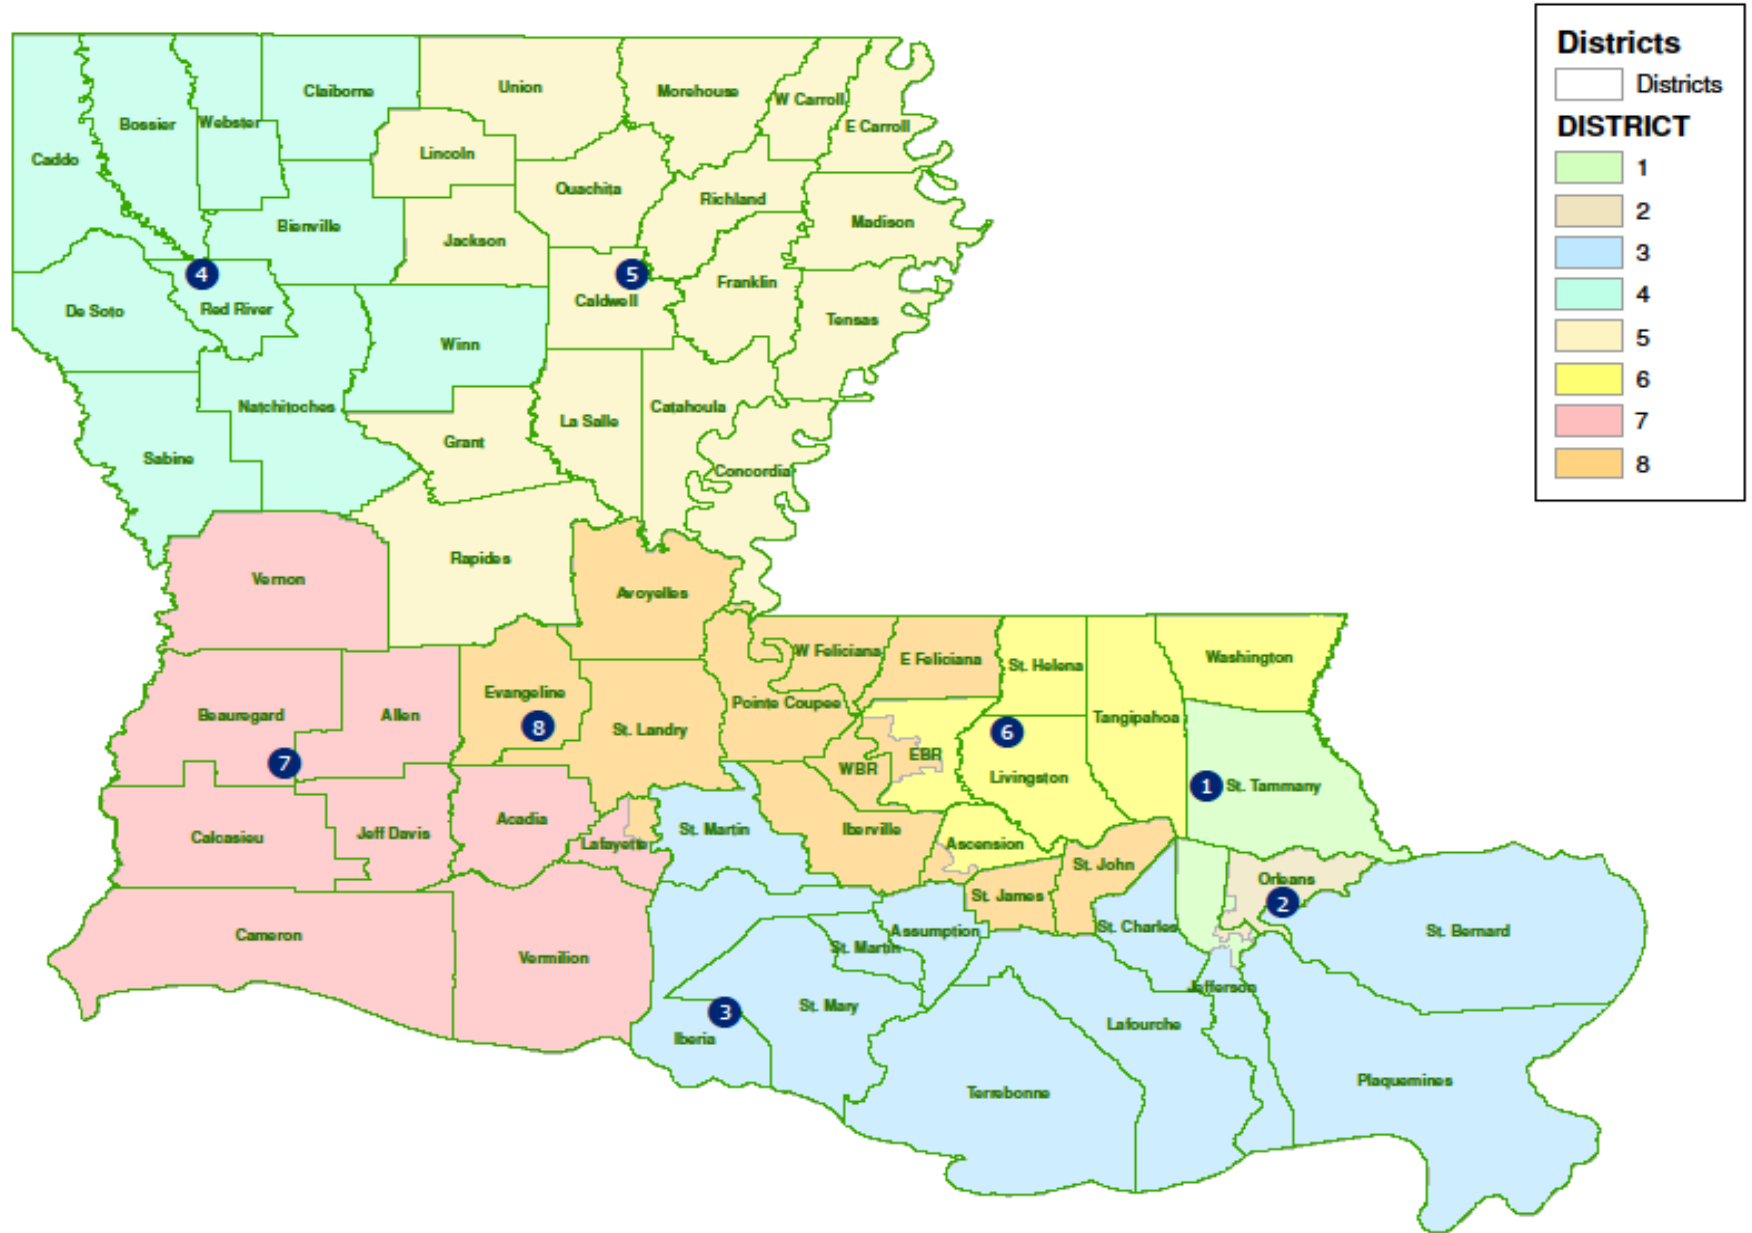 Districts
Districts
DISTRICT
1
2
3
4
5
6
7
8
Claiborne
Union
Morehouse
W Carroll
Bossier
Webster
E Carroll
Caddo
Lincoln
Ouachita
Richland
Bienville
Madison
Jackson
4
5
Franklin
Caldwell
De Soto
Red River
Tensas
Winn
Natchitoches
Catahoula
La Salle
Grant
Sabine
Concordia
Rapides
Vernon
Avoyelles
W Feliciana
E Feliciana
St. Helena
Washington
Evangeline
Pointe Coupee
Beauregard
Allen
8
St. Landry
6
Tangipahoa
7
WBR
EBR
Livingston
1
St. Tammany
Acadia
Calcasieu
Jeff Davis
Lafayette
St. Martin
Iberville
Ascension
St. John
Orleans
St. James
2
Cameron
Assumption
St. Charles
St. Bernard
Vermilion
St. Martin
Jefferson
3
St. Mary
Iberia
Lafourche
Terrebonne
Plaquemines